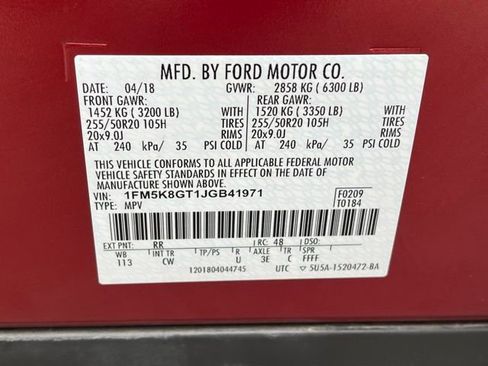 MFD. BY FORD MOTOR CO.
DATE: 04/18 GVWR: 2858 KG ( 6300 LB)
FRONT GAWR: REAR GAWR:
1452 KG ( 3200 LB) WITH 1520 KG ( 3350 LB) WITH
255/50R20 105H TIRES 255/50R20 105H TIRES
20x9.0J RIMS 20x9.0J RIMS
AT 240 kPa/ 35 PSI COLD AT 240 kPa/ 35 PSI COLD
THIS VEHICLE CONFORMS TO ALL APPLICABLE FEDERAL MOTOR
VEHICLE SAFETY STANDARDS IN EFFECT ON THE DATE OF
MANUFACTURE SHOWN ABOVE.
VIN: 1FM5K8GT1JGB41971 F0209
TYPE: MPV T0184
EXT PNT: RR RC: 48 DSO:
WB INT TR TP/PS R AXLE TR SPR
113 CW U 3E C FFFF
1201804044745 UTC 5U5A-1520472-BA